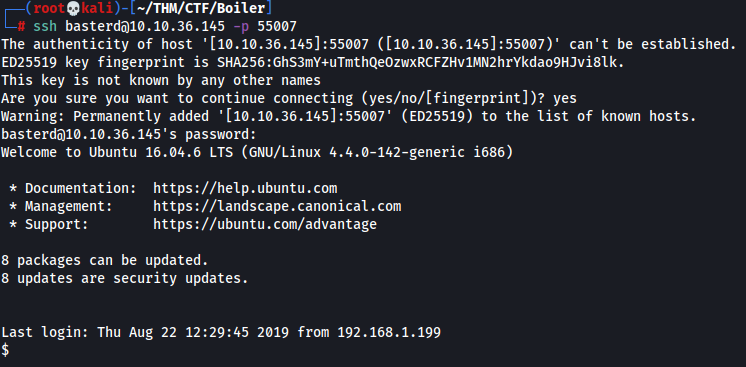 ┌──(root💀kali)-[~/THM/CTF/Boiler]
└─# ssh basterd@10.10.36.145 -p 55007
The authenticity of host '[10.10.36.145]:55007 ([10.10.36.145]:55007)' can't be established.
ED25519 key fingerprint is SHA256:GhS3mY+uTmthQeOzwxRCFZHv1MN2hrYkdao9HJvi8lk.
This key is not known by any other names
Are you sure you want to continue connecting (yes/no/[fingerprint])? yes
Warning: Permanently added '[10.10.36.145]:55007' (ED25519) to the list of known hosts.
basterd@10.10.36.145's password:
Welcome to Ubuntu 16.04.6 LTS (GNU/Linux 4.4.0-142-generic i686)
* Documentation:  https://help.ubuntu.com
* Management:     https://landscape.canonical.com
* Support:        https://ubuntu.com/advantage
8 packages can be updated.
8 updates are security updates.
Last login: Thu Aug 22 12:29:45 2019 from 192.168.1.199
$